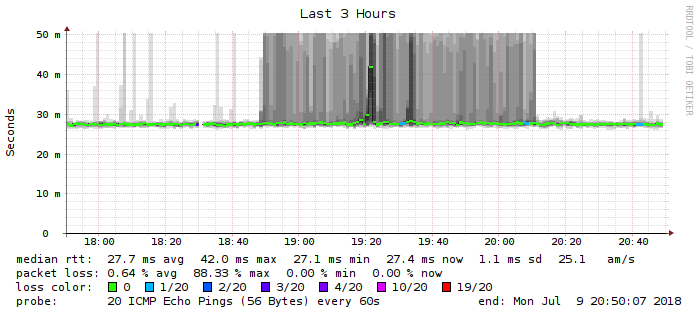 Last 3 Hours
RRDTOOL / TOBI OETIKER
Seconds
50 m
40 m
30 m
20 m
10 m
0
18:00 18:20 18:40 19:00 19:20 19:40 20:00 20:20 20:40
median rtt: 27.7 ms avg 42.0 ms max 27.1 ms min 27.4 ms now 1.1 ms sd 25.1 am/s
packet loss: 0.64 % avg 88.33 % max 0.00 % min 0.00 % now
loss color: 0 1/20 2/20 3/20 4/20 10/20 19/20
probe: 20 ICMP Echo Pings (56 Bytes) every 60s end: Mon Jul 9 20:50:07 2018